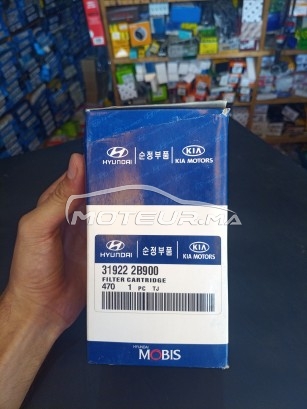 HYUNDAI 순정부품 KIA MOTORS
MOTEUR.MA
HYUNDAI 순정부품 KIA MOTORS
31922 2B900
FILTER CARTRIDGE
470 1 PC TJ
HYUNDAI
MOBIS